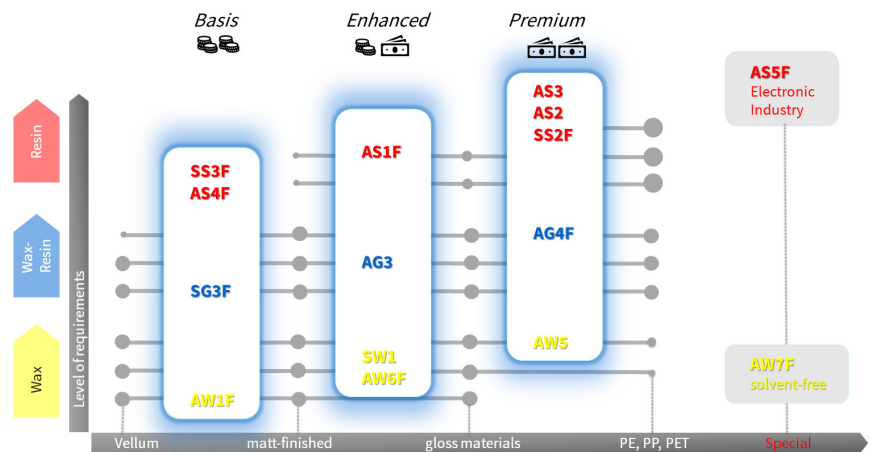 Basis
Enhanced
Premium
AS5F
Electronic
Industry
AS3
AS2
SS2F
Resin
AS1F
SS3F
AS4F
Wax-
Resin
AG4F
AG3
SG3F
Level of requirements
Wax
AW5
SW1
AW6F
AW7F
solvent-free
AW1F
Vellum
matt-finished
gloss materials
PE, PP, PET
Special